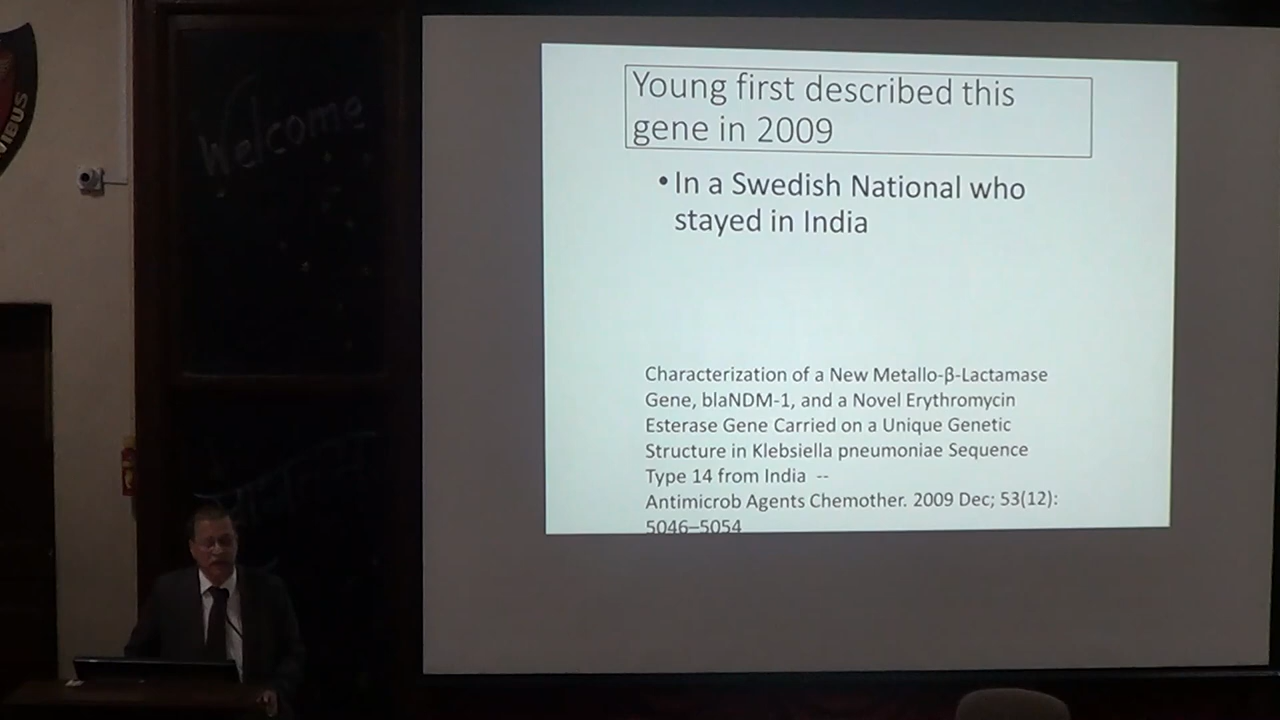 VIBUS
Welcome
Young first described this
gene in 2009
• In a Swedish National who
stayed in India
Characterization of a New Metallo-β-Lactamase
Gene, blaNDM-1, and a Novel Erythromycin
Esterase Gene Carried on a Unique Genetic
Structure in Klebsiella pneumoniae Sequence
Type 14 from India --
Antimicrob Agents Chemother. 2009 Dec; 53(12):
5046–5054